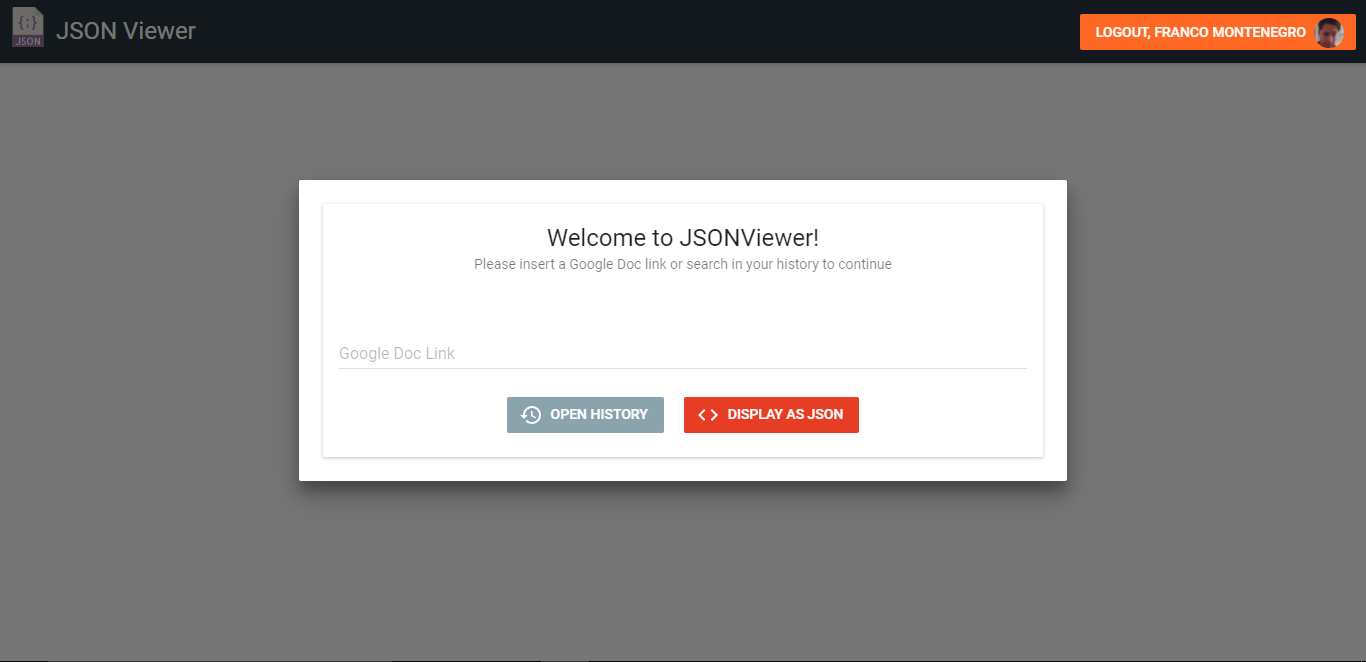 {;}
JSON
JSON Viewer
LOGOUT, FRANCO MONTENEGRO
Welcome to JSONViewer!
Please insert a Google Doc link or search in your history to continue
Google Doc Link
OPEN HISTORY
DISPLAY AS JSON